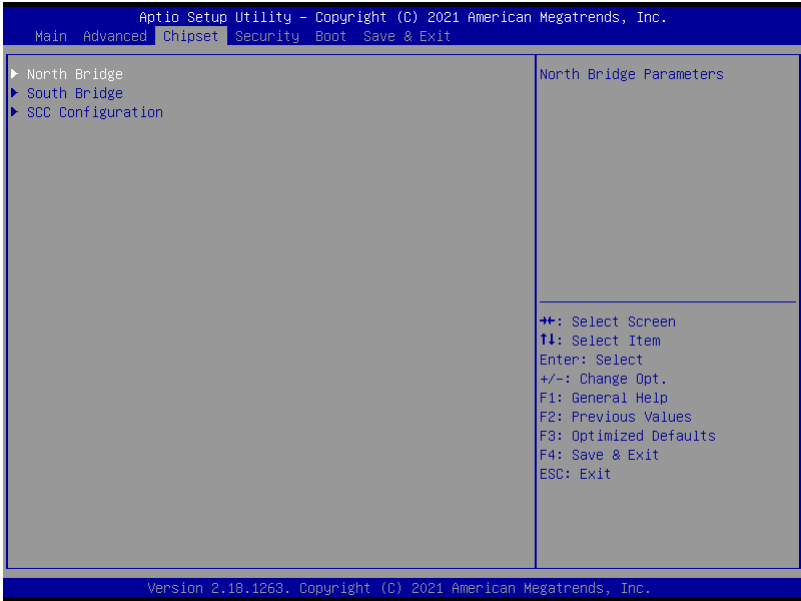 Aptio Setup Utility – Copyright (C) 2021 American Megatrends, Inc.
Main Advanced Chipset Security Boot Save & Exit
► North Bridge
► South Bridge
► SCC Configuration
North Bridge Parameters
→←: Select Screen
↑↓: Select Item
Enter: Select
+/-: Change Opt.
F1: General Help
F2: Previous Values
F3: Optimized Defaults
F4: Save & Exit
ESC: Exit
Version 2.18.1263. Copyright (C) 2021 American Megatrends, Inc.